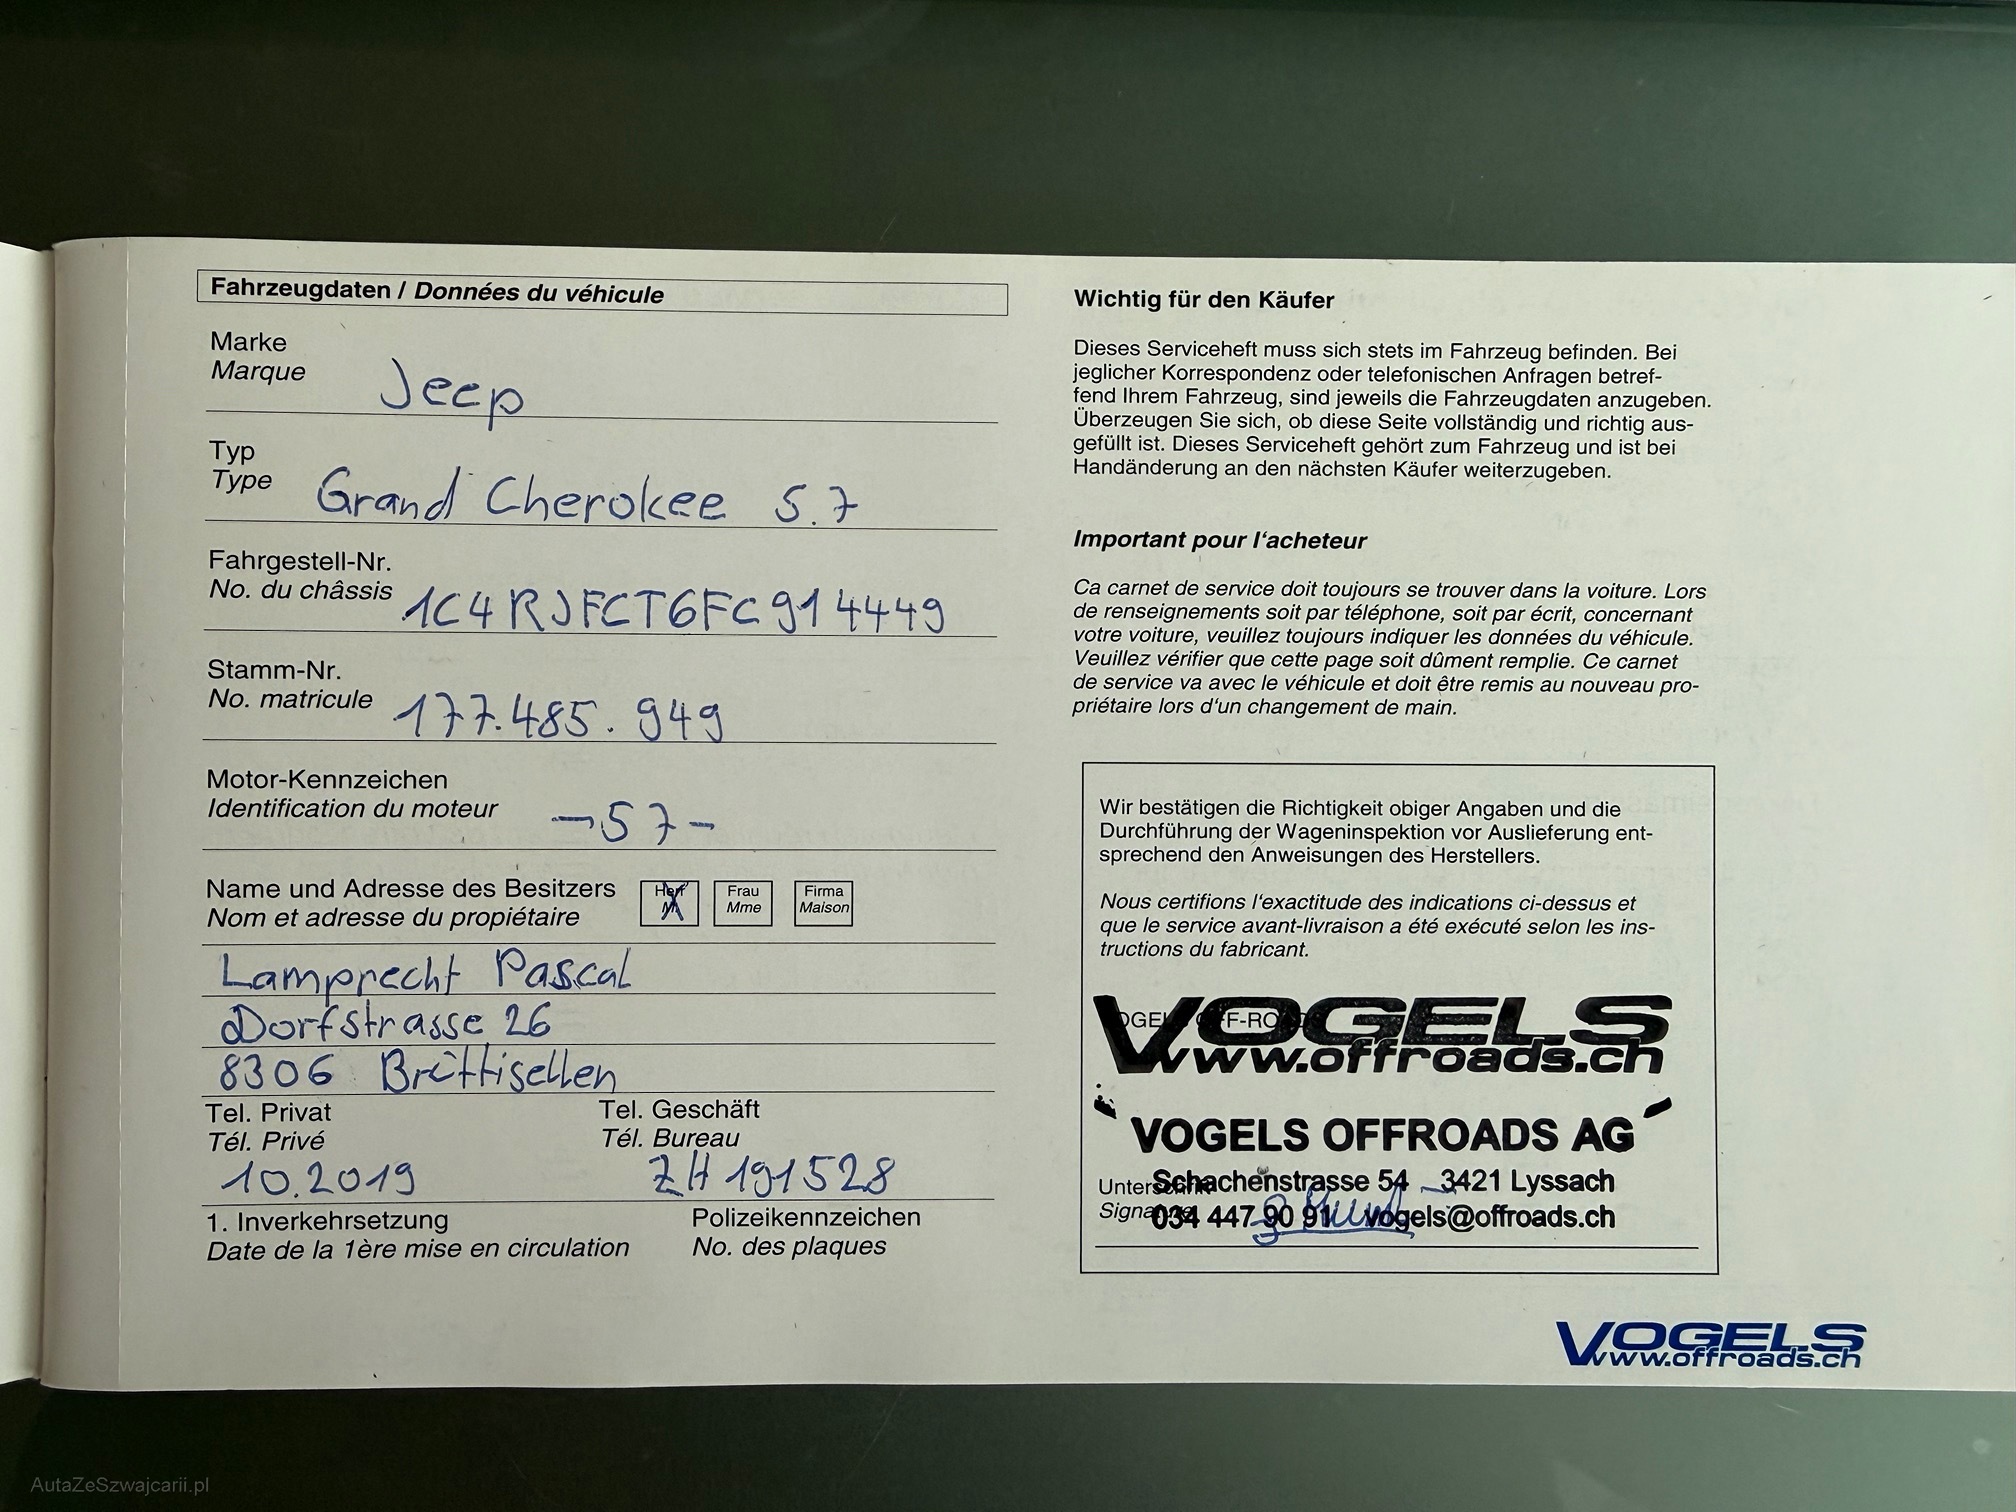 Fahrzeugdaten / Données du véhicule
Marke
Marque
Jeep
Typ
Type
Grand Cherokee 5.7
Fahrgestell-Nr.
No. du châssis
1C4RJFCT6FC914449
Stamm-Nr.
No. matricule
177.485.949
Motor-Kennzeichen
Identification du moteur
-57-
Name und Adresse des Besitzers
Nom et adresse du propiétaire
Herr
M.
Frau
Mme
Firma
Maison
Lamprecht Pascal
Dorfstrasse 26
8306 Brüttisellen
Tel. Privat
Tél. Privé
Tel. Geschäft
Tél. Bureau
10.2019
ZH 191528
1. Inverkehrsetzung
Date de la 1ère mise en circulation
Polizeikennzeichen
No. des plaques
Wichtig für den Käufer
Dieses Serviceheft muss sich stets im Fahrzeug befinden. Bei
jeglicher Korrespondenz oder telefonischen Anfragen betref-
fend Ihrem Fahrzeug, sind jeweils die Fahrzeugdaten anzugeben.
Überzeugen Sie sich, ob diese Seite vollständig und richtig aus-
gefüllt ist. Dieses Serviceheft gehört zum Fahrzeug und ist bei
Handänderung an den nächsten Käufer weiterzugeben.
Important pour l'acheteur
Ca carnet de service doit toujours se trouver dans la voiture. Lors
de renseignements soit par téléphone, soit par écrit, concernant
votre voiture, veuillez toujours indiquer les données du véhicule.
Veuillez vérifier que cette page soit dûment remplie. Ce carnet
de service va avec le véhicule et doit être remis au nouveau pro-
priétaire lors d'un changement de main.
Wir bestätigen die Richtigkeit obiger Angaben und die
Durchführung der Wageninspektion vor Auslieferung ent-
sprechend den Anweisungen des Herstellers.
Nous certifions l'exactitude des indications ci-dessus et
que le service avant-livraison a été exécuté selon les ins-
tructions du fabricant.
VOGELS
www.offroads.ch
VOGELS OFFROADS AG
Schachenstrasse 54 3421 Lyssach
034 447 90 91 vogels@offroads.ch
Unterschrift
Signature
VOGELS
www.offroads.ch
AutaZeSzwajcarii.pl